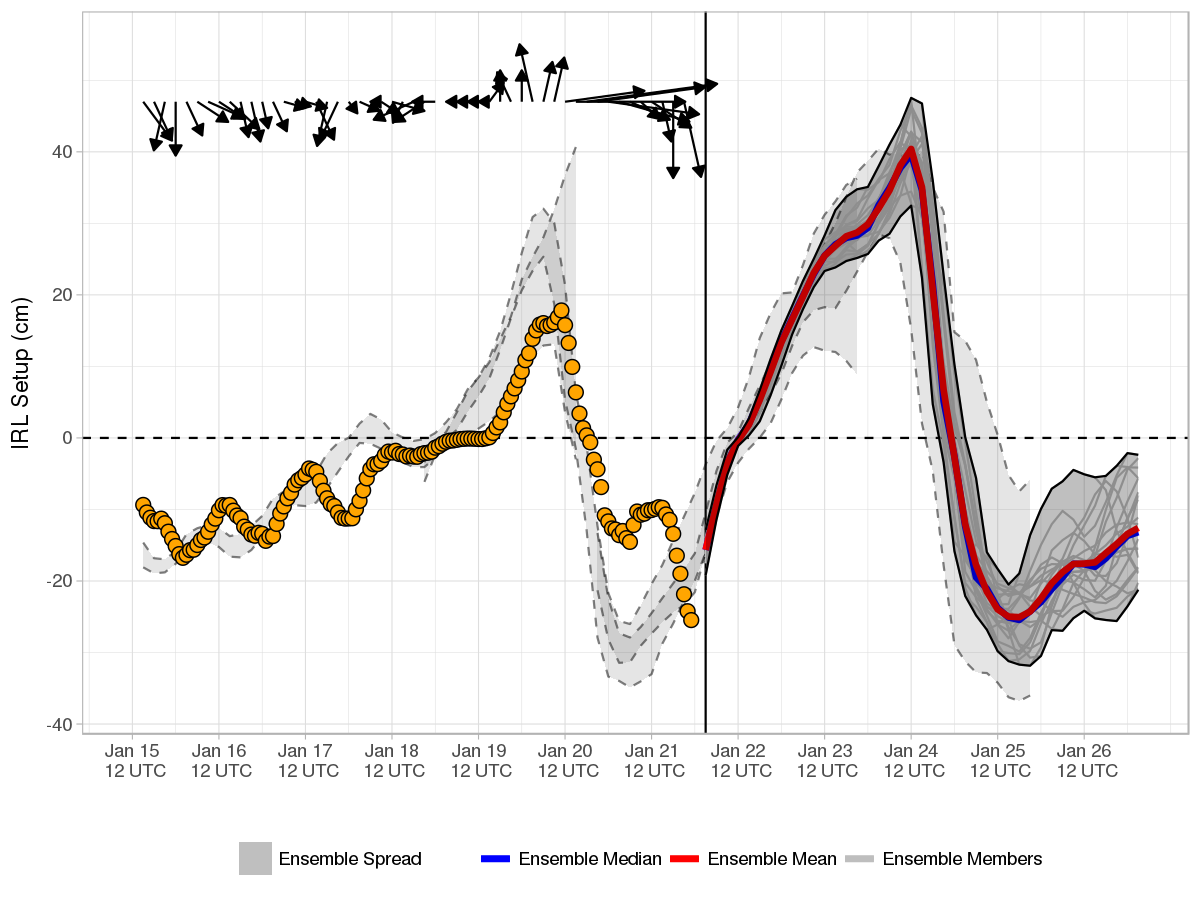 IRL Setup (cm)
40
20
0
-20
-40
Jan 15 Jan 16 Jan 17 Jan 18 Jan 19 Jan 20 Jan 21 Jan 22 Jan 23 Jan 24 Jan 25 Jan 26
12 UTC 12 UTC 12 UTC 12 UTC 12 UTC 12 UTC 12 UTC 12 UTC 12 UTC 12 UTC 12 UTC 12 UTC
Ensemble Spread Ensemble Median Ensemble Mean Ensemble Members